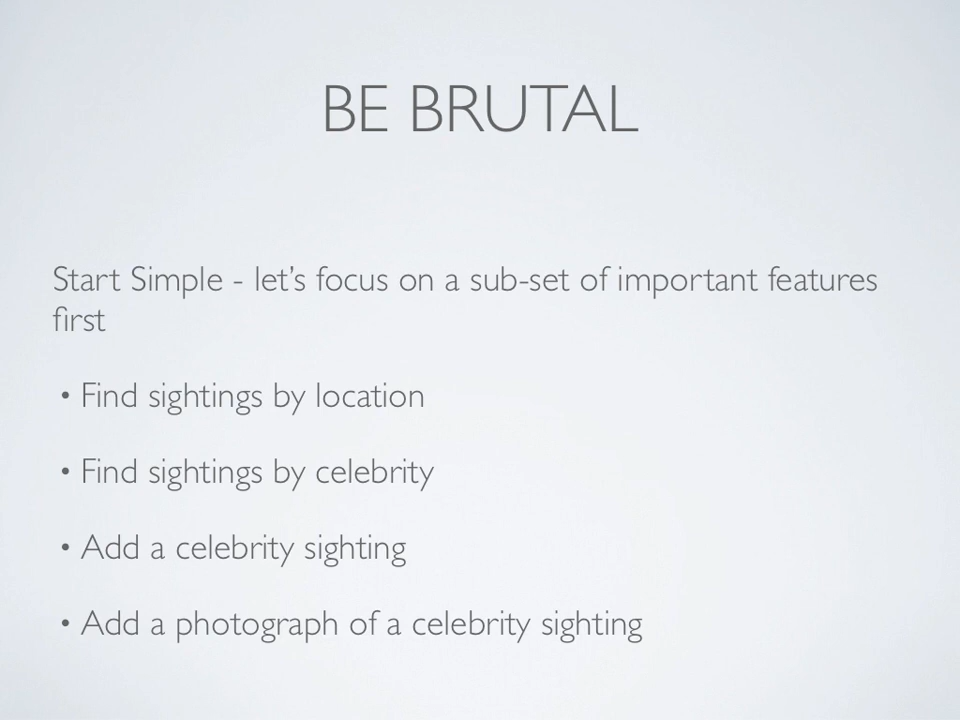 BE BRUTAL
Start Simple - let's focus on a sub-set of important features
first
• Find sightings by location
• Find sightings by celebrity
• Add a celebrity sighting
• Add a photograph of a celebrity sighting